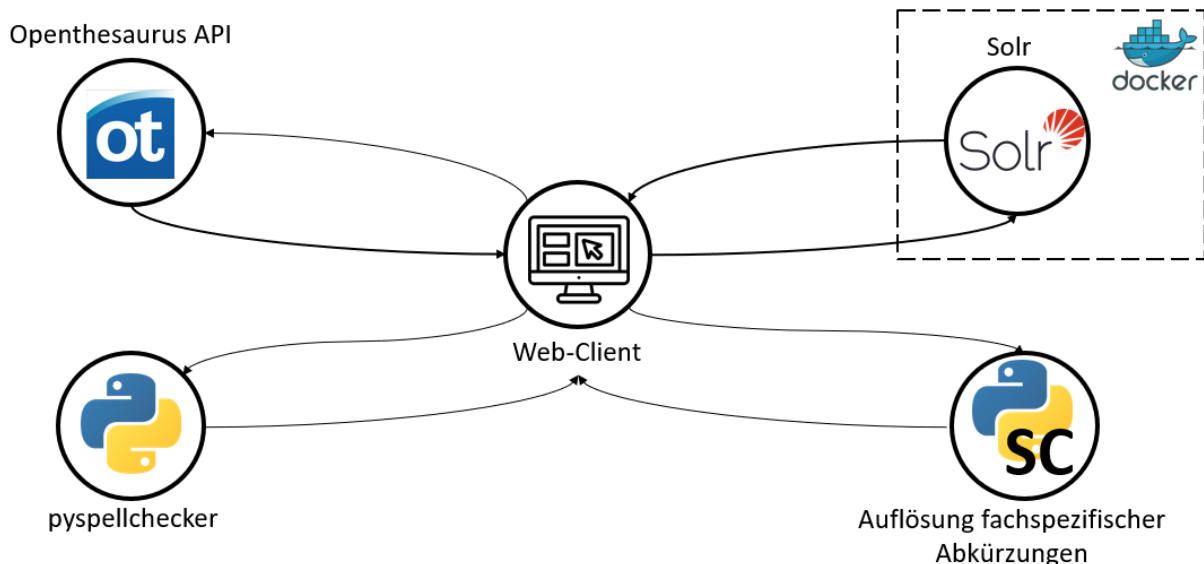 Openthesaurus API
ot
Solr
Solr
docker
Web-Client
pyspellchecker
SC
Auflösung fachspezifischer
Abkürzungen